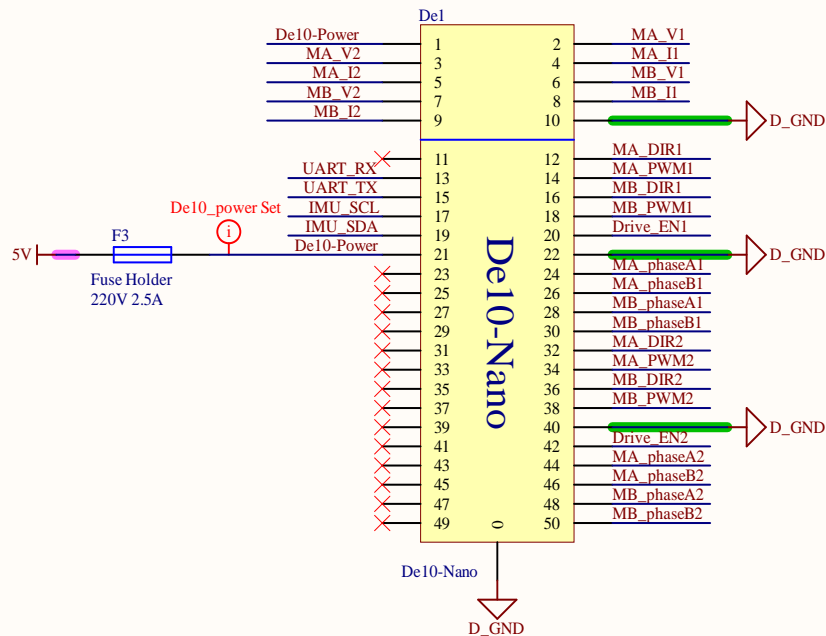 De1
De10-Power 1 2 MA_V1
MA_V2 3 4 MA_I1
MA_I2 5 6 MB_V1
MB_V2 7 8 MB_I1
MB_I2 9 10 D_GND
11 12 MA_DIR1
UART_RX 13 14 MA_PWM1
UART_TX 15 16 MB_DIR1
IMU_SCL 17 18 MB_PWM1
IMU_SDA 19 20 Drive_EN1
De10-Power 21 22 D_GND
De10_power Set
i
5V
F3
Fuse Holder
220V 2.5A
23 24 MA_phaseA1
25 26 MA_phaseB1
27 28 MB_phaseA1
29 30 MB_phaseB1
31 32 MA_DIR2
33 34 MA_PWM2
35 36 MB_DIR2
37 38 MB_PWM2
39 40 D_GND
41 42 Drive_EN2
43 44 MA_phaseA2
45 46 MA_phaseB2
47 48 MB_phaseA2
49 50 MB_phaseB2
0
De10-Nano
De10-Nano
D_GND